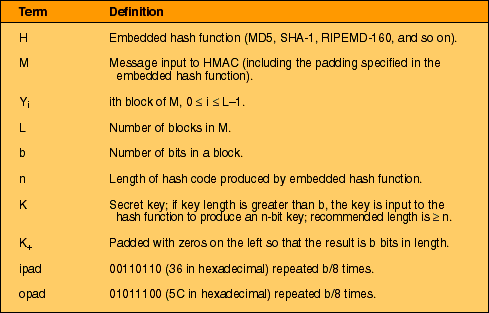 Term Definition
H Embedded hash function (MD5, SHA-1, RIPEMD-160, and so on).
M Message input to HMAC (including the padding specified in the
embedded hash function).
Yi ith block of M, 0 ≤ i ≤ L–1.
L Number of blocks in M.
b Number of bits in a block.
n Length of hash code produced by embedded hash function.
K Secret key; if key length is greater than b, the key is input to the
hash function to produce an n-bit key; recommended length is ≥ n.
K+ Padded with zeros on the left so that the result is b bits in length.
ipad 00110110 (36 in hexadecimal) repeated b/8 times.
opad 01011100 (5C in hexadecimal) repeated b/8 times.